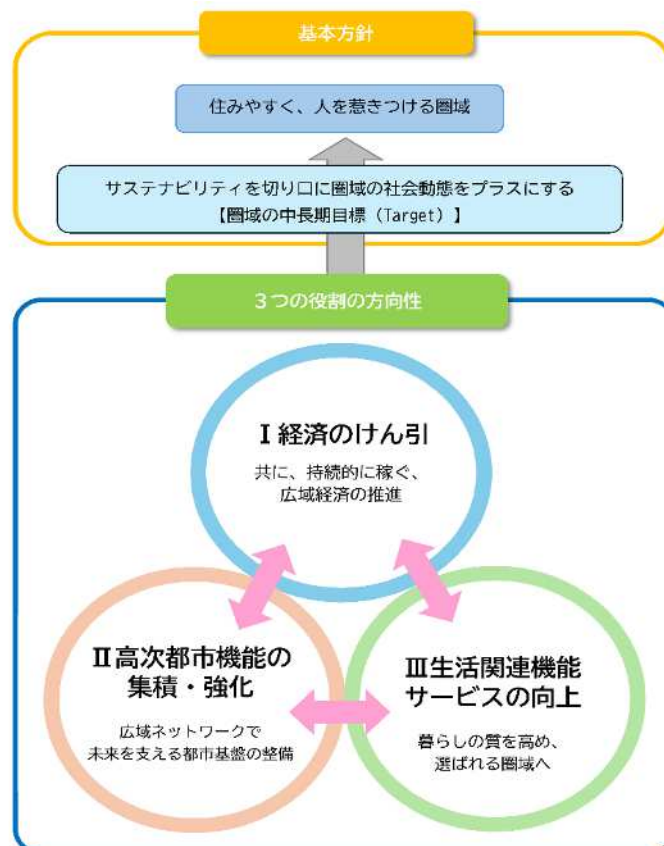 基本方針
住みやすく、人を惹きつける圏域
サステナビリティを切り口に圏域の社会動態をプラスにする
【圏域の中長期目標（Target）】
３つの役割の方向性
Ⅰ経済のけん引
共に、持続的に稼ぐ、
広域経済の推進
Ⅱ高次都市機能の
集積・強化
広域ネットワークで
未来を支える都市基盤の整備
Ⅲ生活関連機能
サービスの向上
暮らしの質を高め、
選ばれる圏域へ